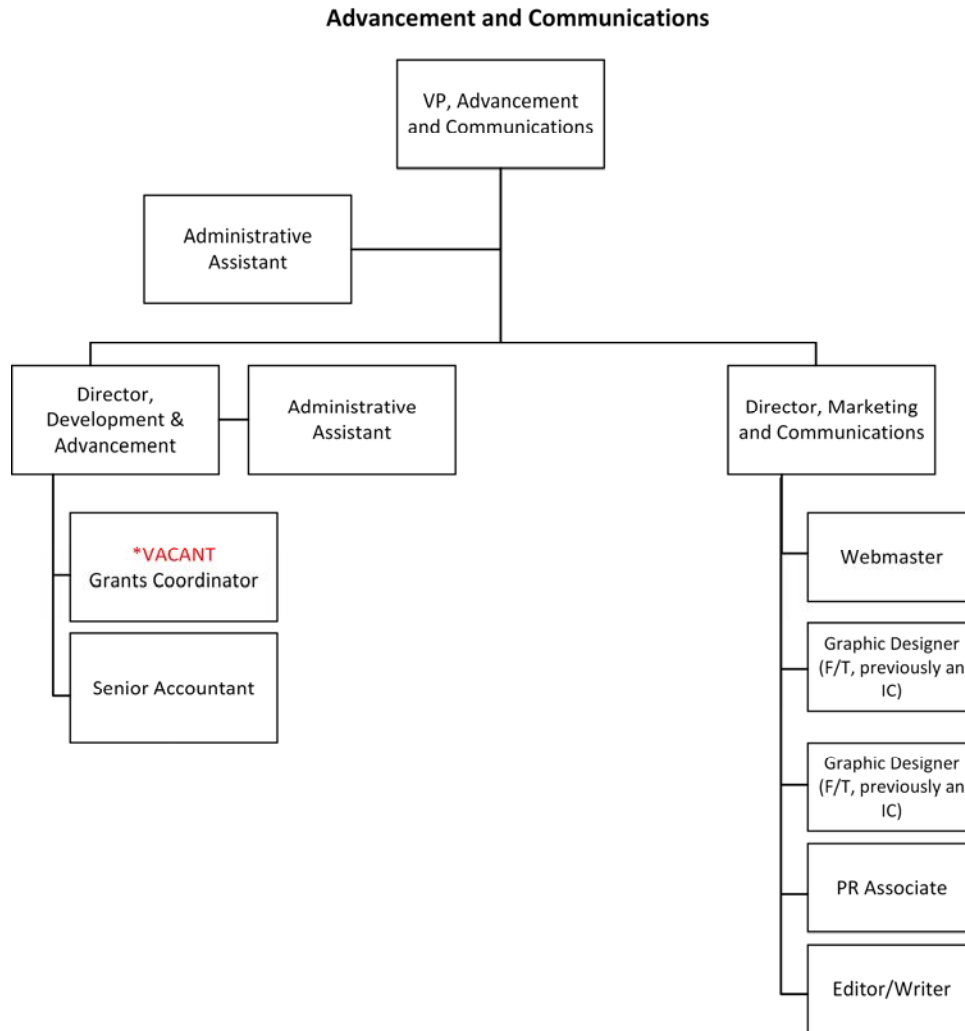 Advancement and Communications
VP, Advancement
and Communications
Administrative
Assistant
Director,
Development &
Advancement
Administrative
Assistant
Director, Marketing
and Communications
*VACANT
Grants Coordinator
Senior Accountant
Webmaster
Graphic Designer
(F/T, previously an
IC)
Graphic Designer
(F/T, previously an
IC)
PR Associate
Editor/Writer